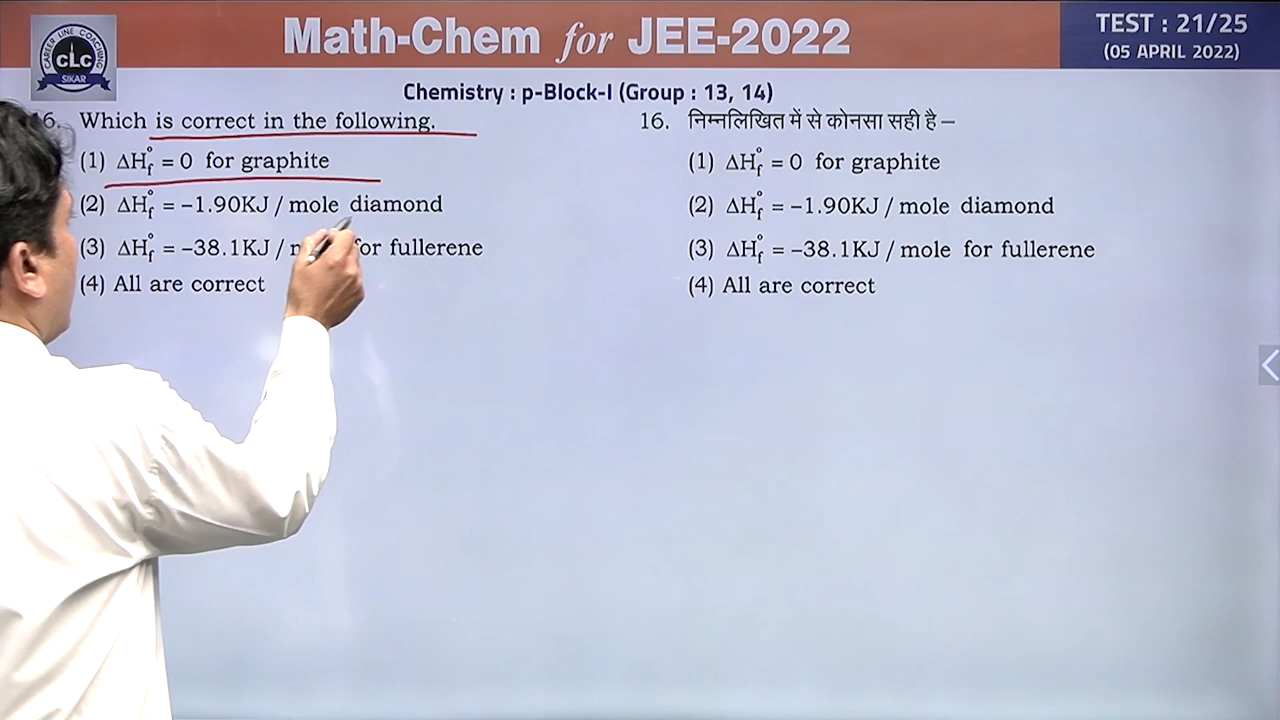 Math-Chem for JEE-2022
TEST : 21/25
(05 APRIL 2022)
CAREER LINE COACHING
CLC
SIKAR
Chemistry : p-Block-I (Group : 13, 14)
6. Which is correct in the following.
(1) ΔH°f = 0 for graphite
(2) ΔH°f = −1.90KJ / mole diamond
(3) ΔH°f = −38.1KJ / for fullerene
(4) All are correct
16. निम्नलिखित में से कोनसा सही है –
(1) ΔH°f = 0 for graphite
(2) ΔH°f = −1.90KJ / mole diamond
(3) ΔH°f = −38.1KJ / mole for fullerene
(4) All are correct